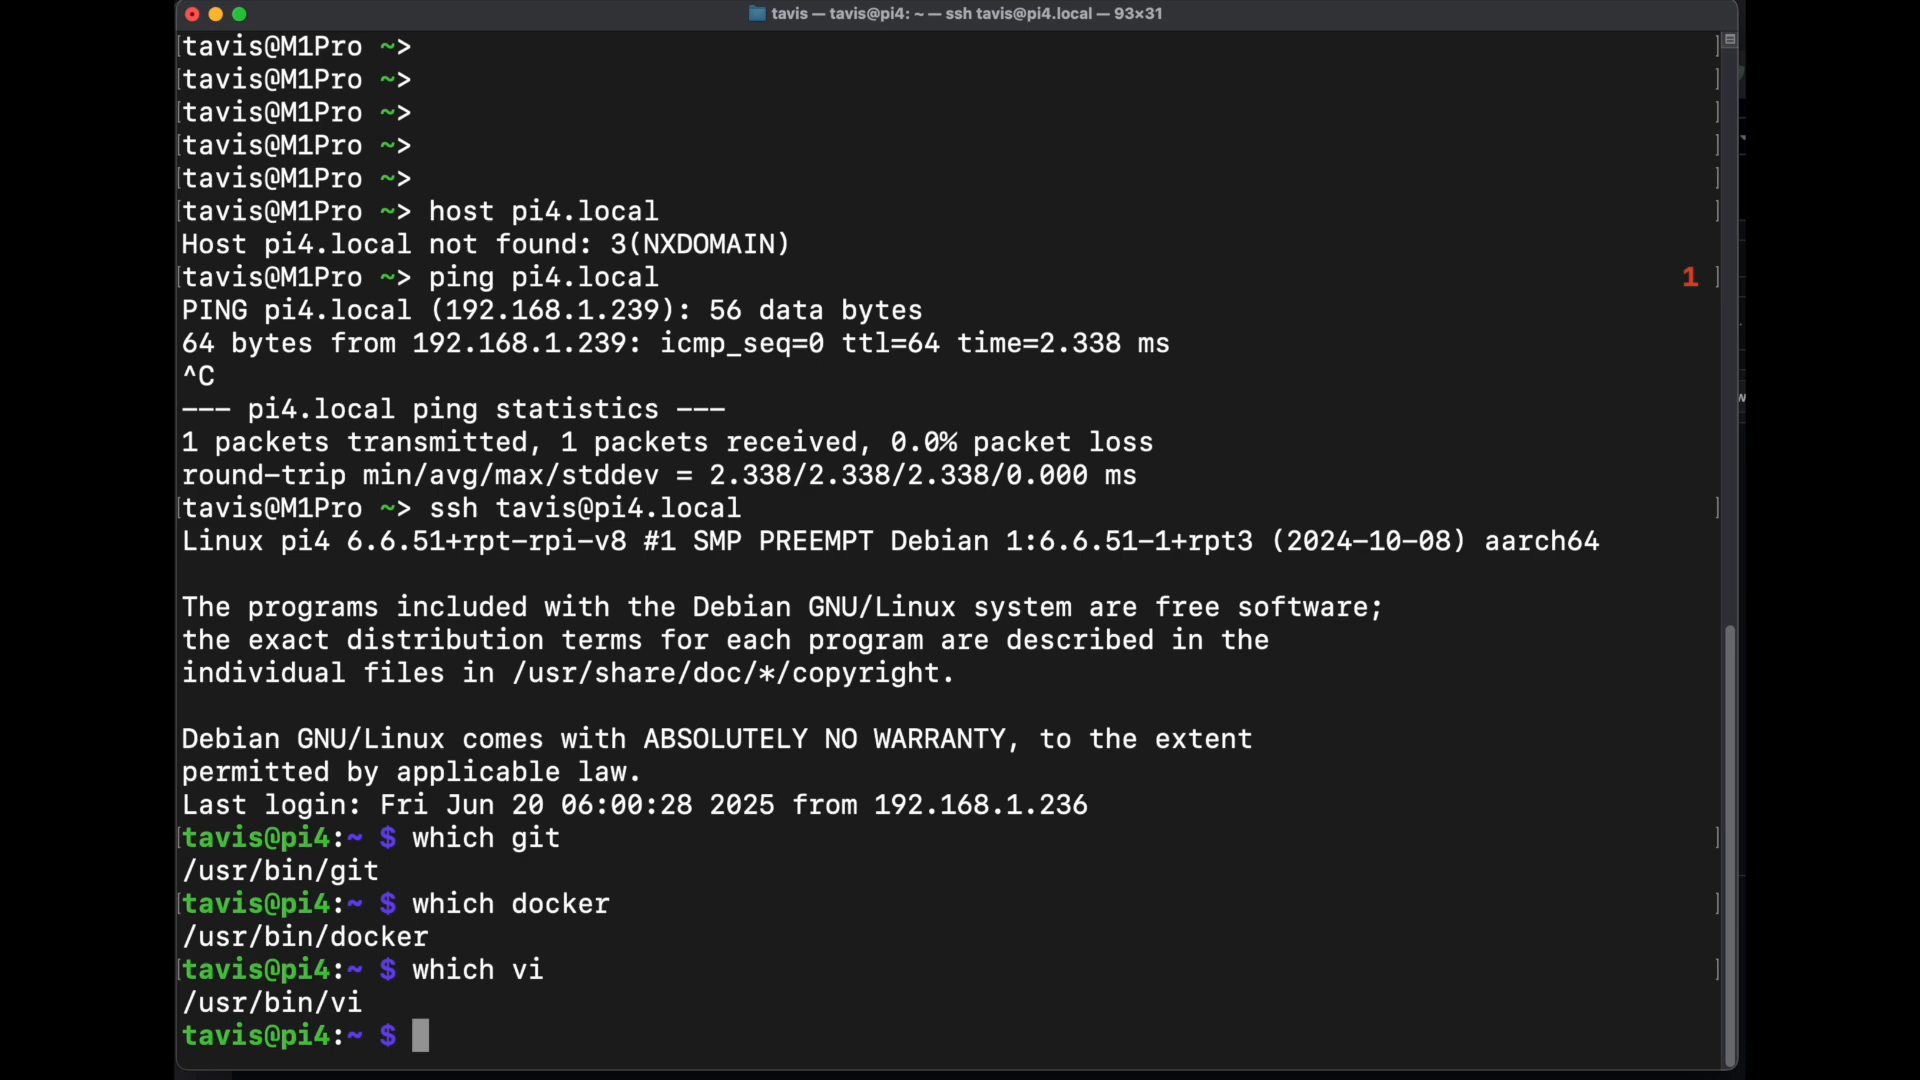 tavis — tavis@pi4: ~ — ssh tavis@pi4.local — 93×31
[tavis@M1Pro ~> ]
[tavis@M1Pro ~> ]
[tavis@M1Pro ~> ]
[tavis@M1Pro ~> ]
[tavis@M1Pro ~> ]
[tavis@M1Pro ~> host pi4.local ]
Host pi4.local not found: 3(NXDOMAIN)
[tavis@M1Pro ~> ping pi4.local 1 ]
PING pi4.local (192.168.1.239): 56 data bytes
64 bytes from 192.168.1.239: icmp_seq=0 ttl=64 time=2.338 ms
^C
--- pi4.local ping statistics ---
1 packets transmitted, 1 packets received, 0.0% packet loss
round-trip min/avg/max/stddev = 2.338/2.338/2.338/0.000 ms
[tavis@M1Pro ~> ssh tavis@pi4.local ]
Linux pi4 6.6.51+rpt-rpi-v8 #1 SMP PREEMPT Debian 1:6.6.51-1+rpt3 (2024-10-08) aarch64
The programs included with the Debian GNU/Linux system are free software;
the exact distribution terms for each program are described in the
individual files in /usr/share/doc/*/copyright.
Debian GNU/Linux comes with ABSOLUTELY NO WARRANTY, to the extent
permitted by applicable law.
Last login: Fri Jun 20 06:00:28 2025 from 192.168.1.236
[tavis@pi4:~ $ which git ]
/usr/bin/git
[tavis@pi4:~ $ which docker ]
/usr/bin/docker
[tavis@pi4:~ $ which vi ]
/usr/bin/vi
tavis@pi4:~ $